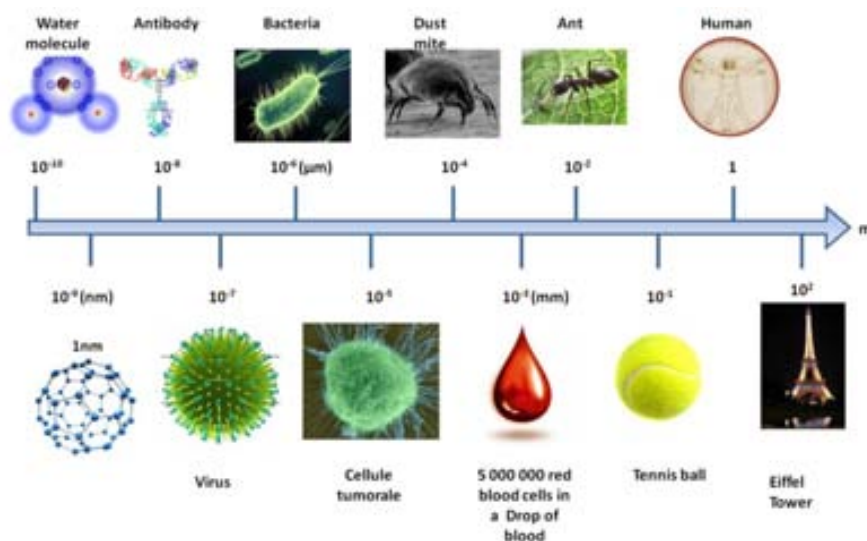 Water
molecule
Antibody
Bacteria
Dust
mite
Ant
Human
10⁻¹⁰
10⁻⁸
10⁻⁶ (μm)
10⁻⁴
10⁻²
1
m
10⁻⁹ (nm)
10⁻⁷
10⁻⁵
10⁻³ (mm)
10⁻¹
10²
1nm
Virus
Cellule
tumorale
5 000 000 red
blood cells in
a Drop of
blood
Tennis ball
Eiffel
Tower